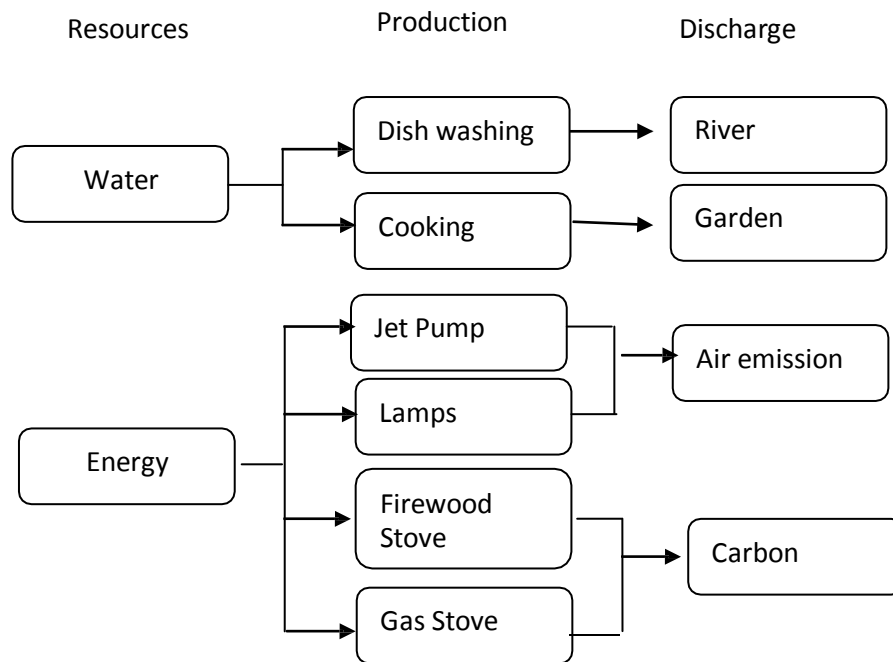 Resources
Production
Discharge
Water
Dish washing
River
Cooking
Garden
Energy
Jet Pump
Lamps
Air emission
Firewood
Stove
Gas Stove
Carbon